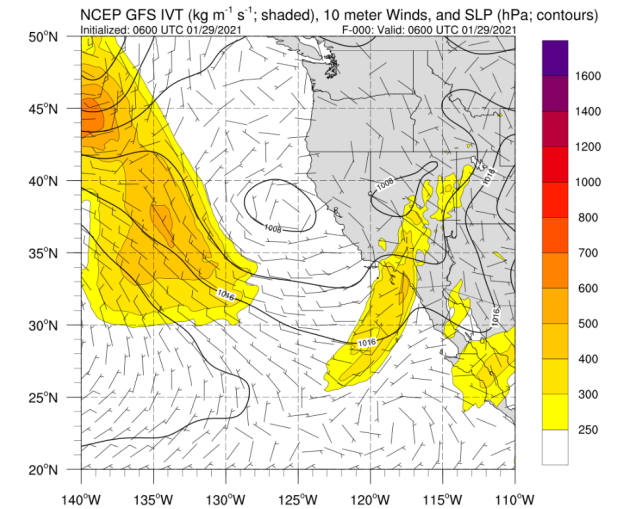 NCEP GFS IVT (kg m⁻¹ s⁻¹; shaded), 10 meter Winds, and SLP (hPa; contours)
Initialized: 0600 UTC 01/29/2021 F-000: Valid: 0600 UTC 01/29/2021
50°N
45°N
40°N
35°N
30°N
25°N
20°N
140°W 135°W 130°W 125°W 120°W 115°W 110°W
1008
1008
1016
1016
1016
1016
1600
1400
1200
1000
800
700
600
500
400
300
250